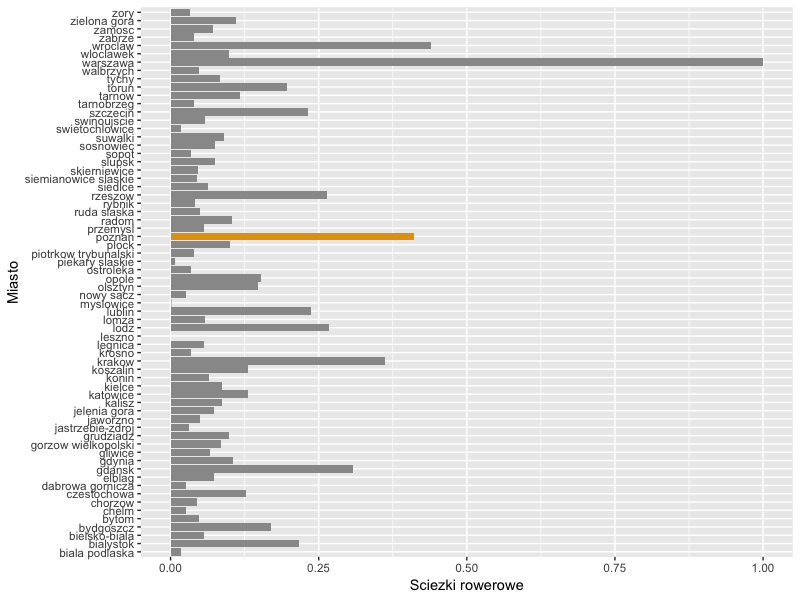 zory
zielona gora
zamosc
zabrze
wroclaw
wloclawek
warszawa
walbrzych
tychy
torun
tarnow
tarnobrzeg
szczecin
swinoujscie
swietochlowice
suwalki
sosnowiec
sopot
slupsk
skierniewice
siemianowice slaskie
siedlce
rzeszow
rybnik
ruda slaska
radom
przemysl
poznan
plock
piotrkow trybunalski
piekary slaskie
ostroleka
opole
olsztyn
nowy sacz
myslowice
lublin
lomza
lodz
leszno
legnica
krosno
krakow
koszalin
konin
kielce
katowice
kalisz
jelenia gora
jaworzno
jastrzebie-zdroj
grudziadz
gorzow wielkopolski
gliwice
gdynia
gdansk
elblag
dabrowa gornicza
czestochowa
chorzow
chelm
bytom
bydgoszcz
bielsko-biala
bialystok
biala podlaska
Miasto
0.00 0.25 0.50 0.75 1.00
Sciezki rowerowe